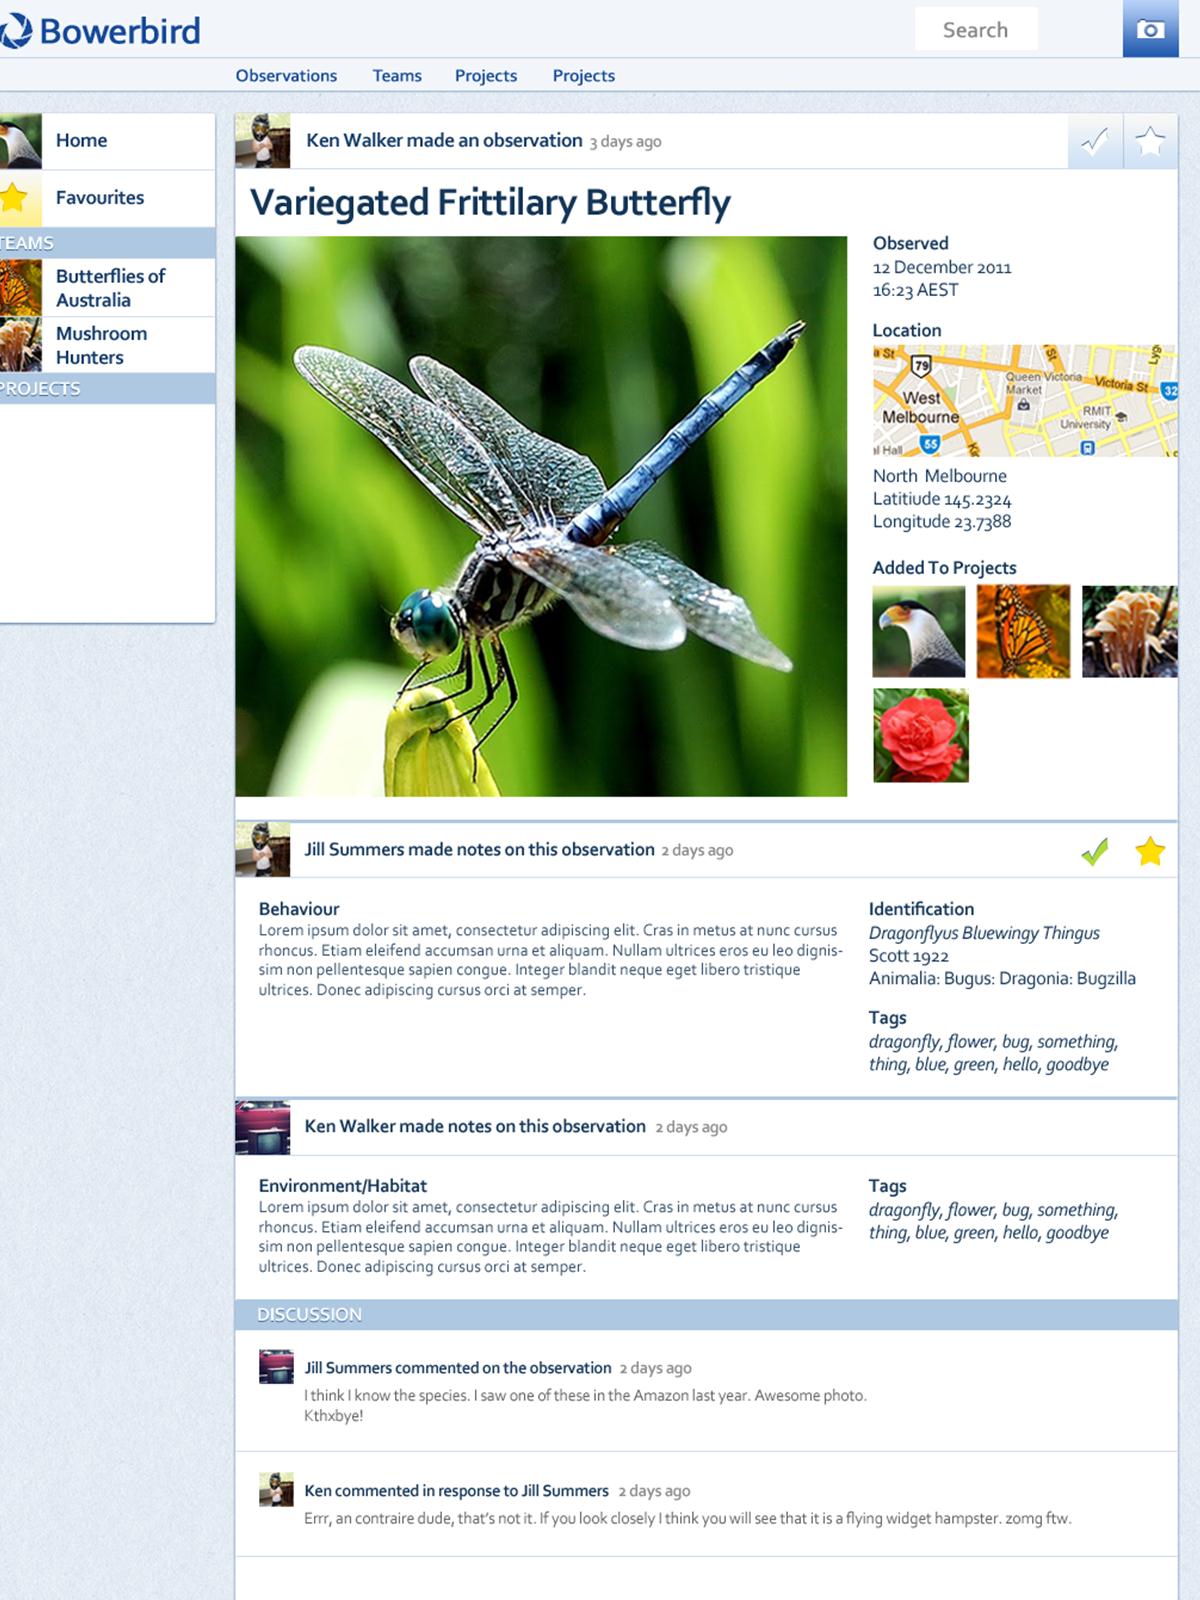 Bowerbird
Search
Observations Teams Projects Projects
Home
Favourites
TEAMS
Butterflies of
Australia
Mushroom
Hunters
PROJECTS
Ken Walker made an observation 3 days ago
Variegated Frittilary Butterfly
Observed
12 December 2011
16:23 AEST
Location
a St
79
St
Lyg
Queen Victoria
Market
Victoria St
32
West
Melbourne
RMIT
University
al Hall
55
North Melbourne
Latitiude 145.2324
Longitude 23.7388
Added To Projects
Jill Summers made notes on this observation 2 days ago
Behaviour
Lorem ipsum dolor sit amet, consectetur adipiscing elit. Cras in metus at nunc cursus
rhoncus. Etiam eleifend accumsan urna et aliquam. Nullam ultrices eros eu leo dignis-
sim non pellentesque sapien congue. Integer blandit neque eget libero tristique
ultrices. Donec adipiscing cursus orci at semper.
Identification
Dragonflyus Bluewingy Thingus
Scott 1922
Animalia: Bugus: Dragonia: Bugzilla
Tags
dragonfly, flower, bug, something,
thing, blue, green, hello, goodbye
Ken Walker made notes on this observation 2 days ago
Environment/Habitat
Lorem ipsum dolor sit amet, consectetur adipiscing elit. Cras in metus at nunc cursus
rhoncus. Etiam eleifend accumsan urna et aliquam. Nullam ultrices eros eu leo dignis-
sim non pellentesque sapien congue. Integer blandit neque eget libero tristique
ultrices. Donec adipiscing cursus orci at semper.
Tags
dragonfly, flower, bug, something,
thing, blue, green, hello, goodbye
DISCUSSION
Jill Summers commented on the observation 2 days ago
I think I know the species. I saw one of these in the Amazon last year. Awesome photo.
Kthxbye!
Ken commented in response to Jill Summers 2 days ago
Errr, an contraire dude, that's not it. If you look closely I think you will see that it is a flying widget hampster. zomg ftw.